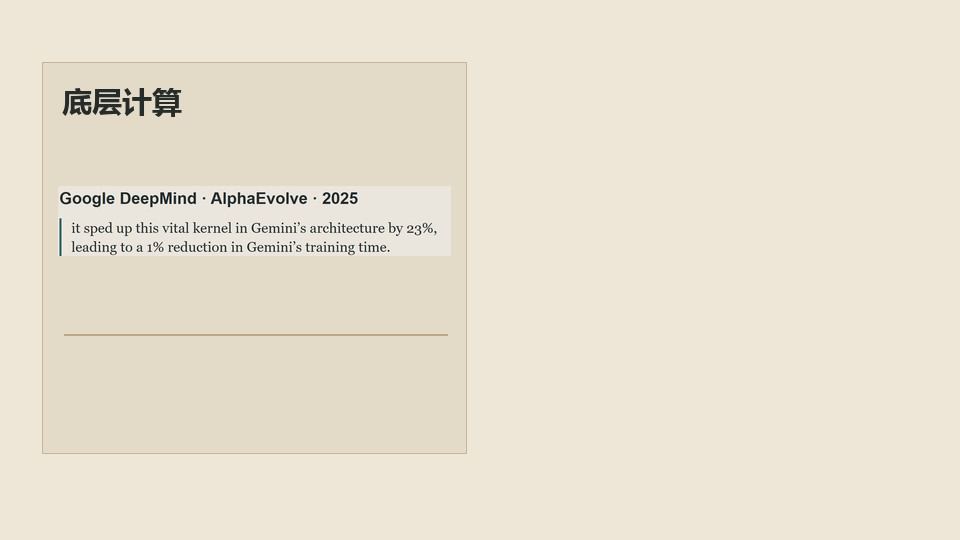 底层计算
Google DeepMind · AlphaEvolve · 2025
it sped up this vital kernel in Gemini’s architecture by 23%,
leading to a 1% reduction in Gemini’s training time.